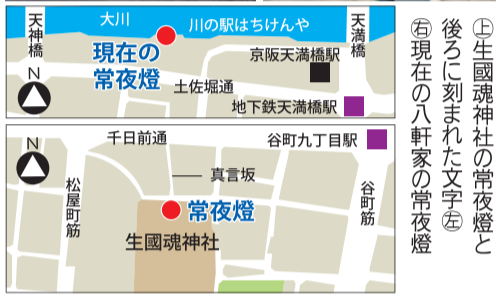 ㊤生國魂神社の常夜燈と
後ろに刻まれた文字㊧
㊨現在の八軒家の常夜燈
天神橋
大川
川の駅はちけんや
天満橋
現在の
常夜燈
京阪天満橋駅
N
土佐堀通
地下鉄天満橋駅
N
千日前通
谷町九丁目駅
真言坂
松屋町筋
常夜燈
谷町筋
生國魂神社